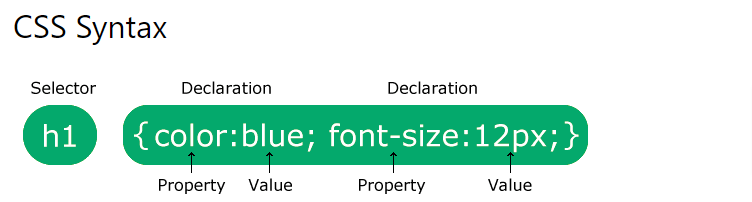 CSS Syntax
Selector Declaration Declaration
h1 {color:blue; font-size:12px;}
Property Value Property Value